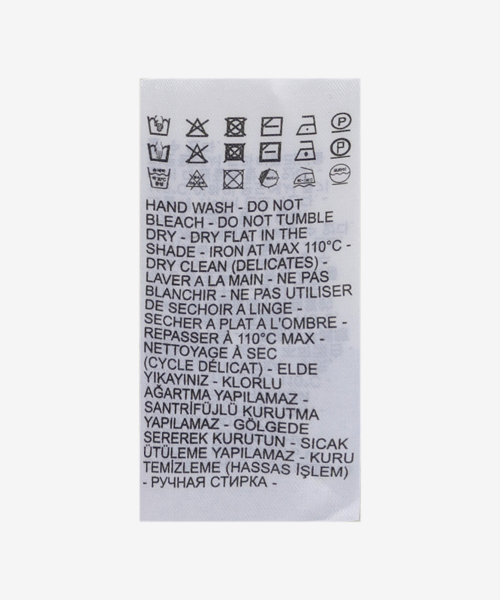 HAND WASH - DO NOT
BLEACH - DO NOT TUMBLE
DRY - DRY FLAT IN THE
SHADE - IRON AT MAX 110°C -
DRY CLEAN (DELICATES) -
LAVER A LA MAIN - NE PAS
BLANCHIR - NE PAS UTILISER
DE SECHOIR A LINGE -
SECHER A PLAT A L'OMBRE -
REPASSER À 110°C MAX -
NETTOYAGE À SEC
(CYCLE DÉLICAT) - ELDE
YIKAYINIZ - KLORLU
AĞARTMA YAPILAMAZ -
SANTRİFÜJLÜ KURUTMA
YAPILAMAZ - GÖLGEDE
SEREREK KURUTUN - SICAK
ÜTÜLEME YAPILAMAZ - KURU
TEMİZLEME (HASSAS İŞLEM)
- РУЧНАЯ СТИРКА -